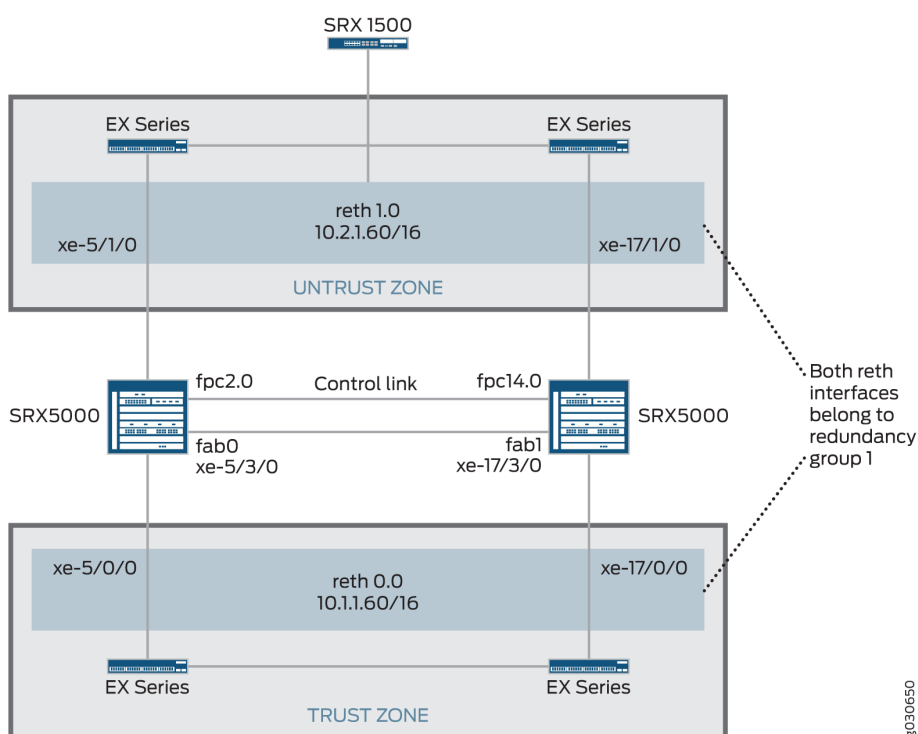 SRX 1500
EX Series
EX Series
reth 1.0
10.2.1.60/16
xe-5/1/0
xe-17/1/0
UNTRUST ZONE
fpc2.0
Control link
fpc14.0
SRX5000
SRX5000
fab0
xe-5/3/0
fab1
xe-17/3/0
Both reth
interfaces
belong to
redundancy
group 1
xe-5/0/0
xe-17/0/0
reth 0.0
10.1.1.60/16
EX Series
EX Series
TRUST ZONE
g030650